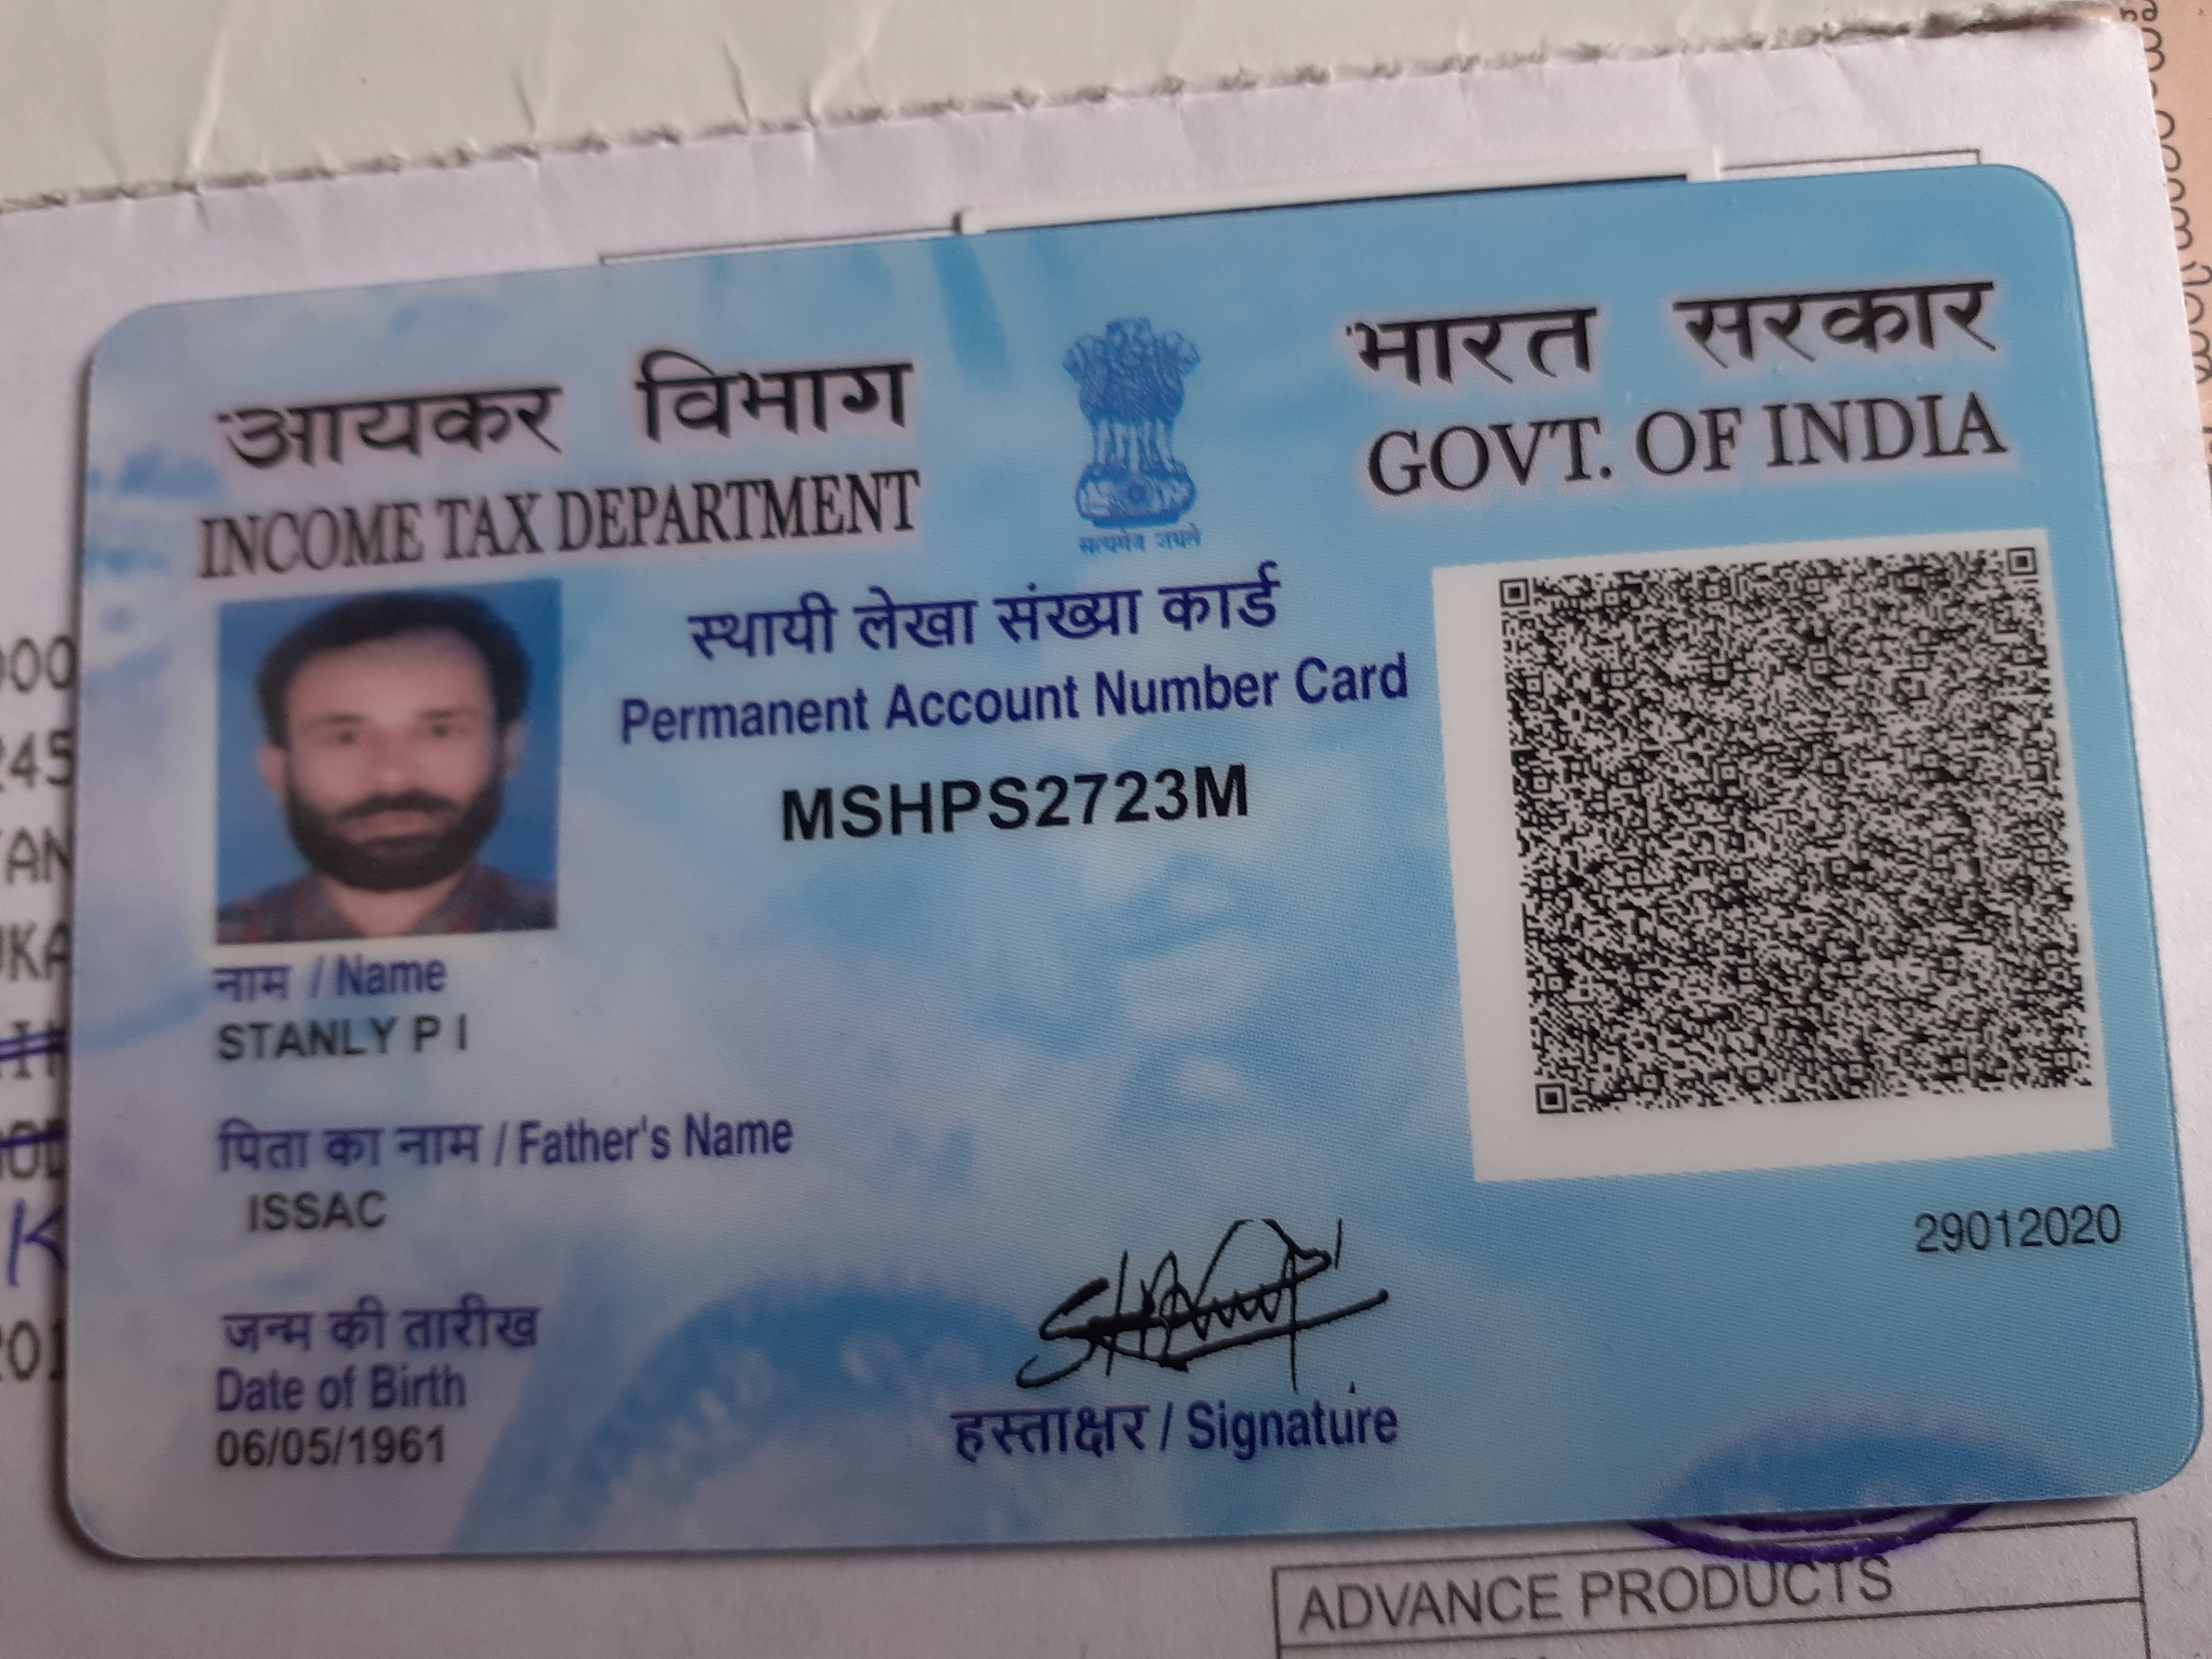 आयकर विभाग
INCOME TAX DEPARTMENT
भारत सरकार
GOVT. OF INDIA
सत्यमेव जयते
स्थायी लेखा संख्या कार्ड
Permanent Account Number Card
MSHPS2723M
नाम / Name
STANLY P I
पिता का नाम / Father's Name
ISSAC
जन्म की तारीख
Date of Birth
06/05/1961
हस्ताक्षर / Signature
29012020
ADVANCE PRODUCTS